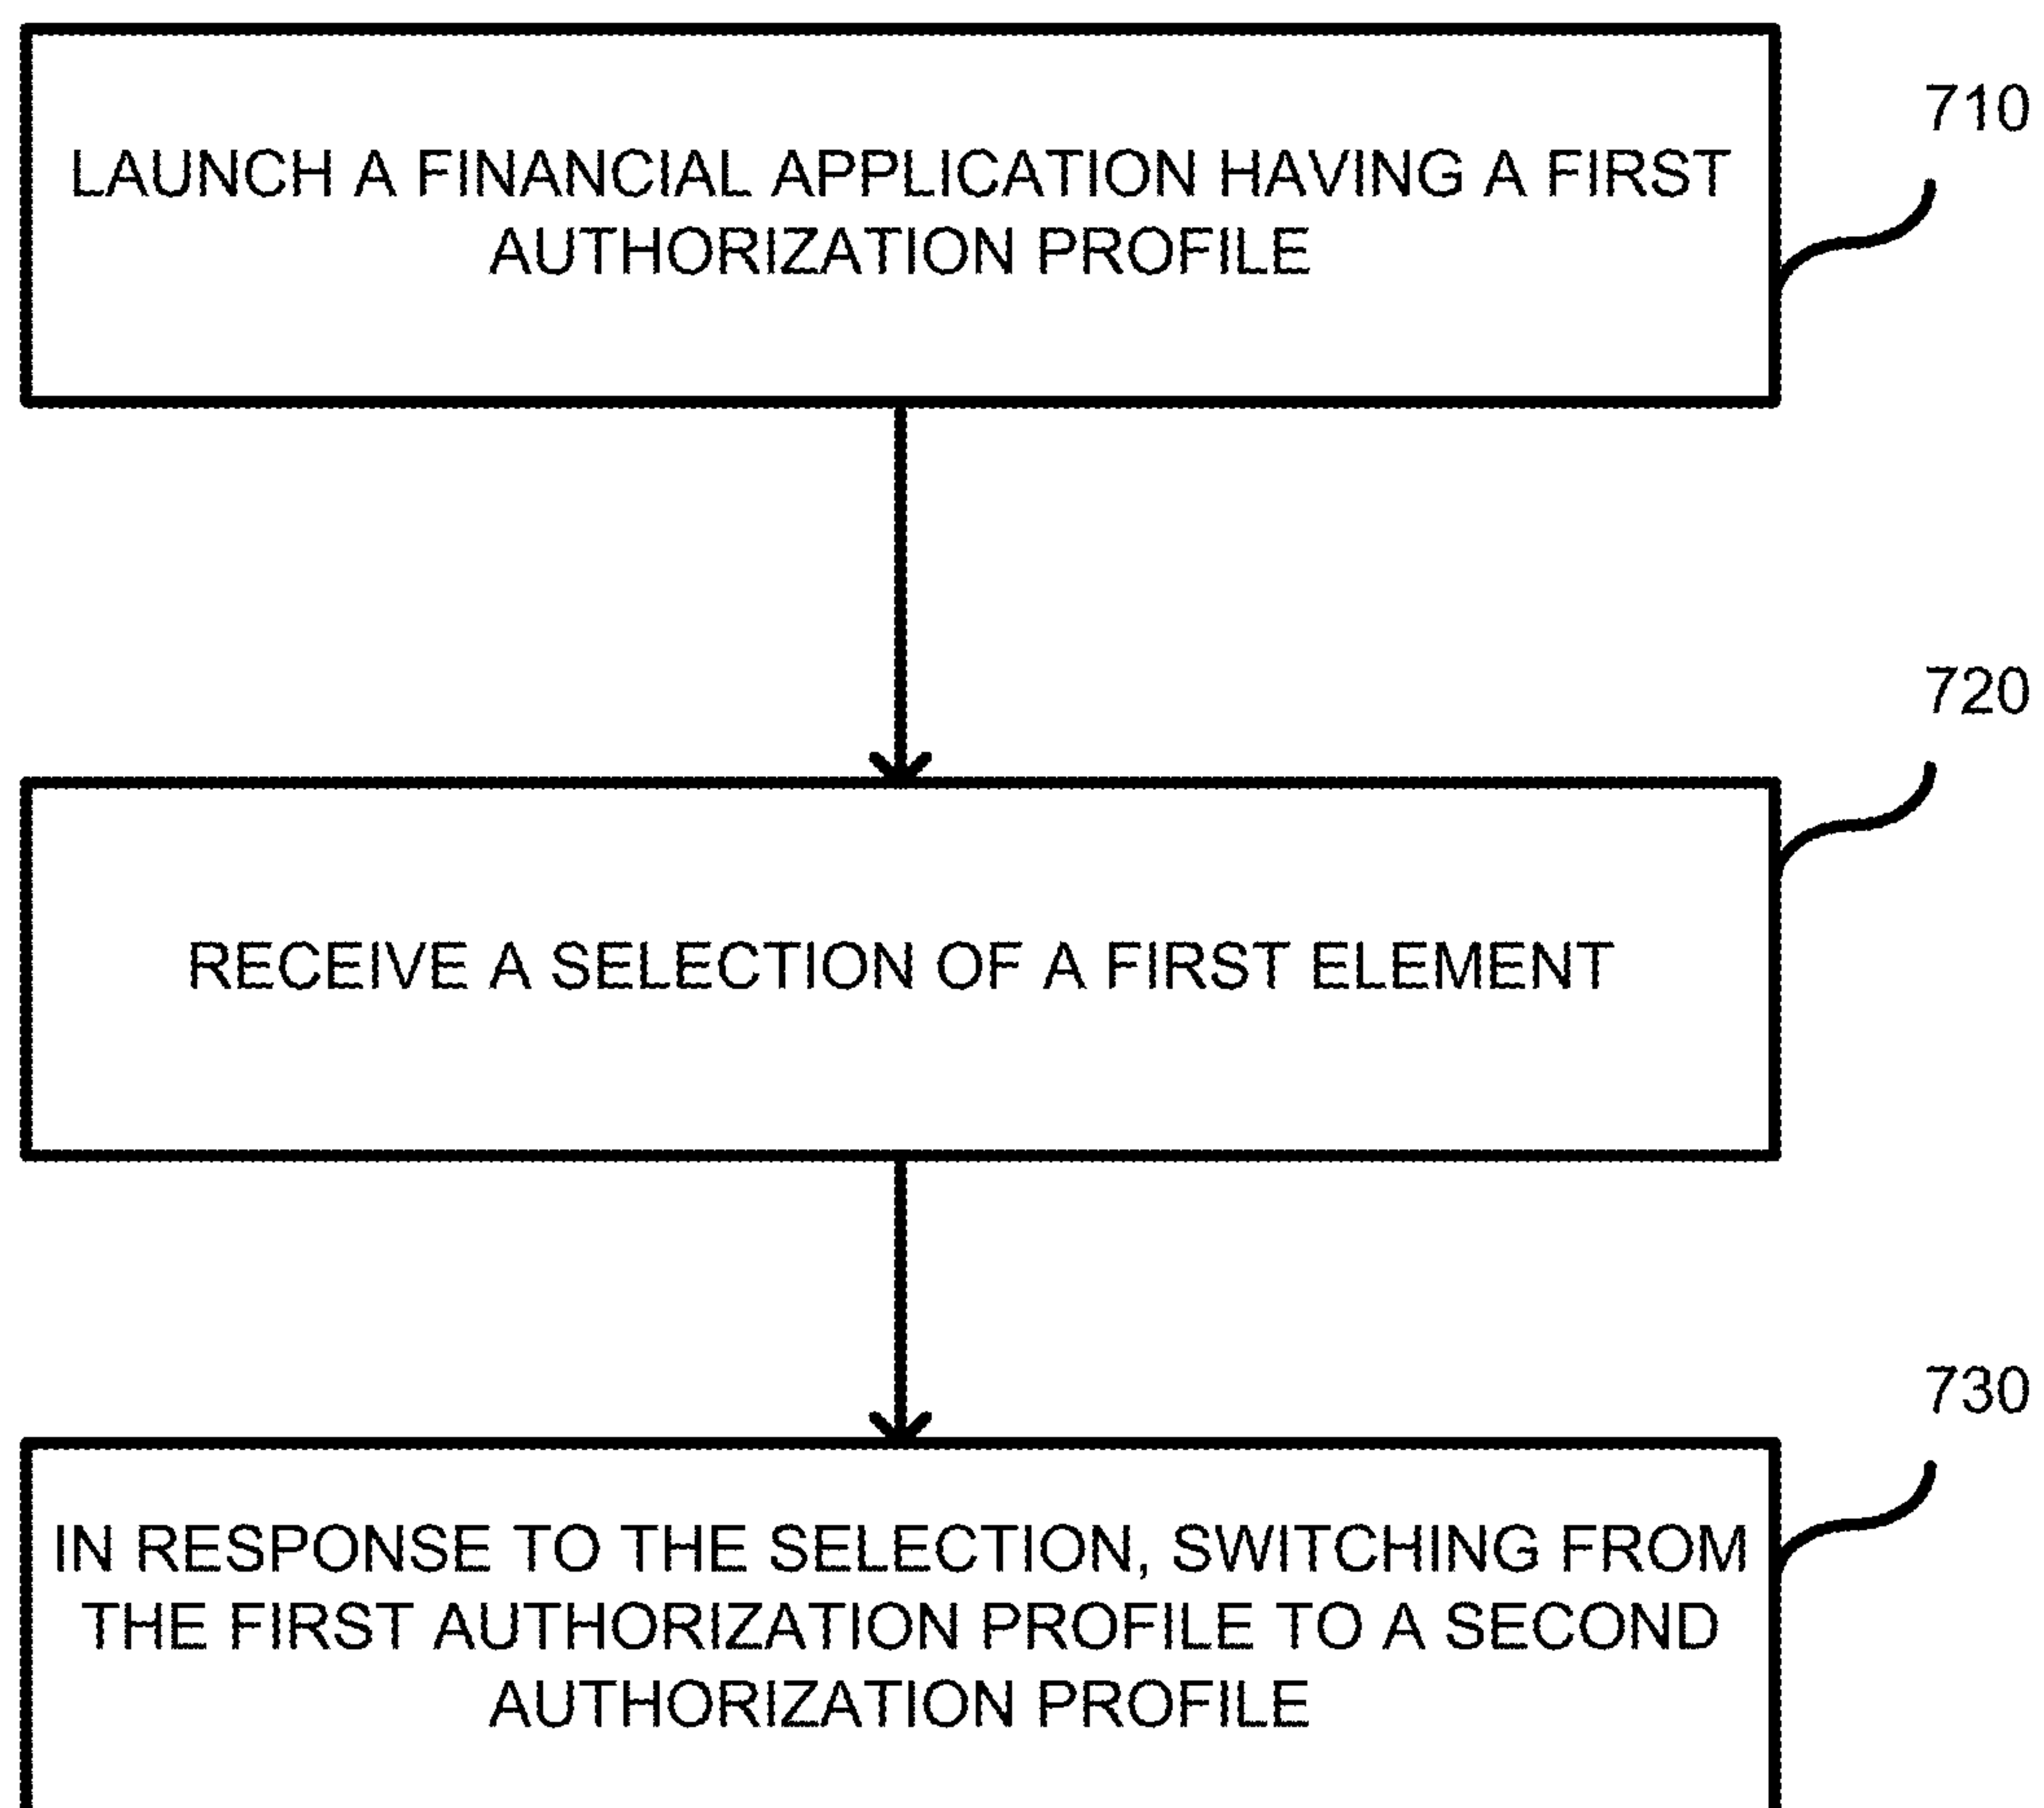 710
LAUNCH A FINANCIAL APPLICATION HAVING A FIRST
AUTHORIZATION PROFILE
720
RECEIVE A SELECTION OF A FIRST ELEMENT
730
IN RESPONSE TO THE SELECTION, SWITCHING FROM
THE FIRST AUTHORIZATION PROFILE TO A SECOND
AUTHORIZATION PROFILE